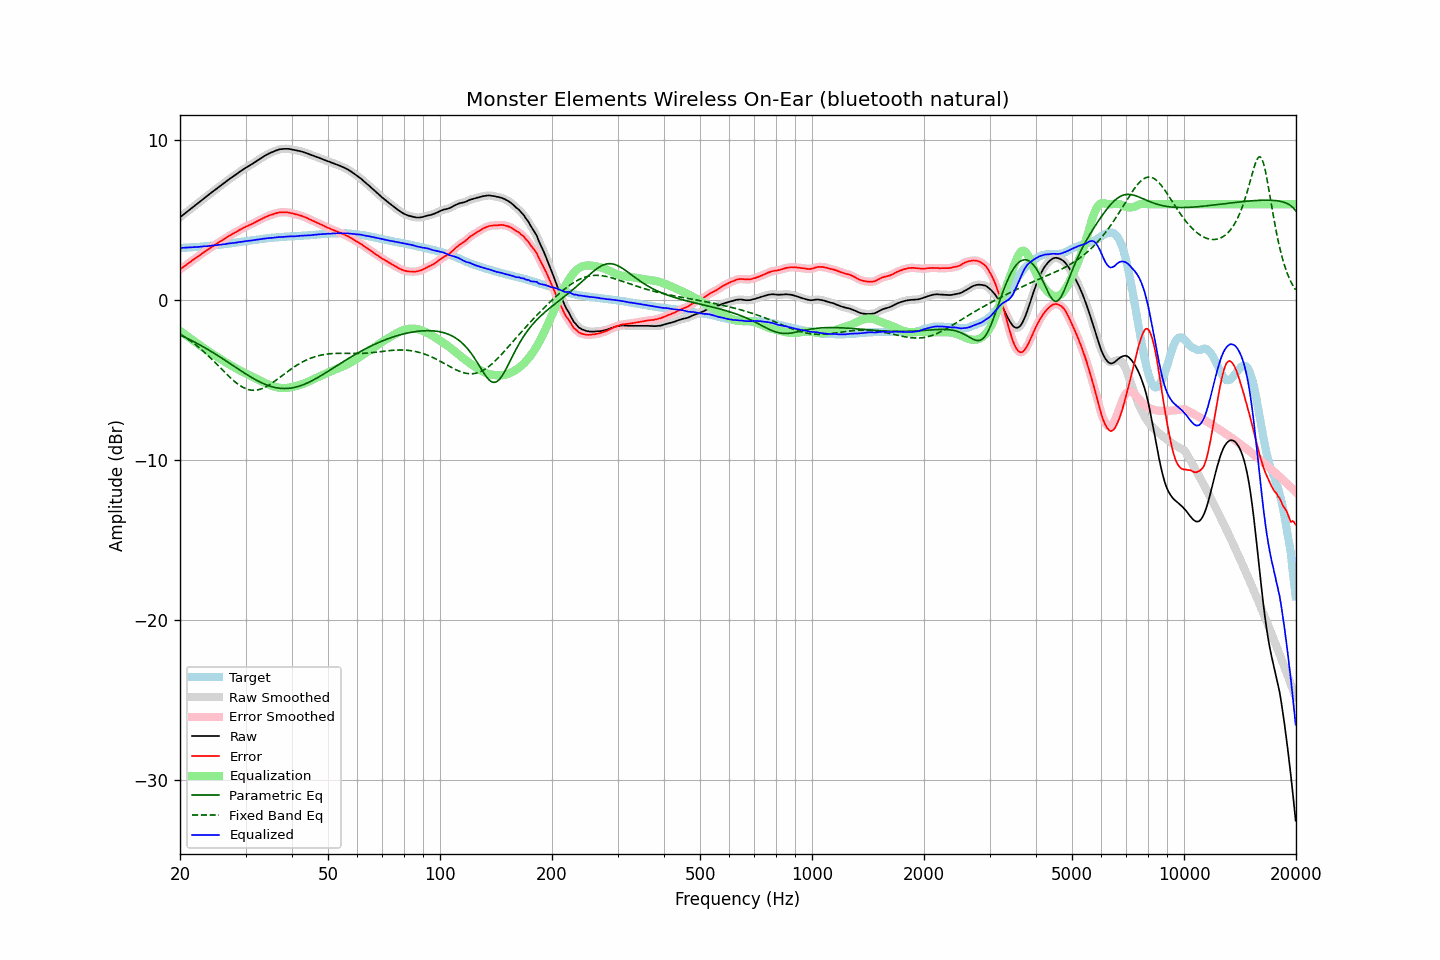 Monster Elements Wireless On-Ear (bluetooth natural)
10
0
−10
−20
−30
Amplitude (dBr)
Target
Raw Smoothed
Error Smoothed
Raw
Error
Equalization
Parametric Eq
Fixed Band Eq
Equalized
20 50 100 200 500 1000 2000 5000 10000 20000
Frequency (Hz)